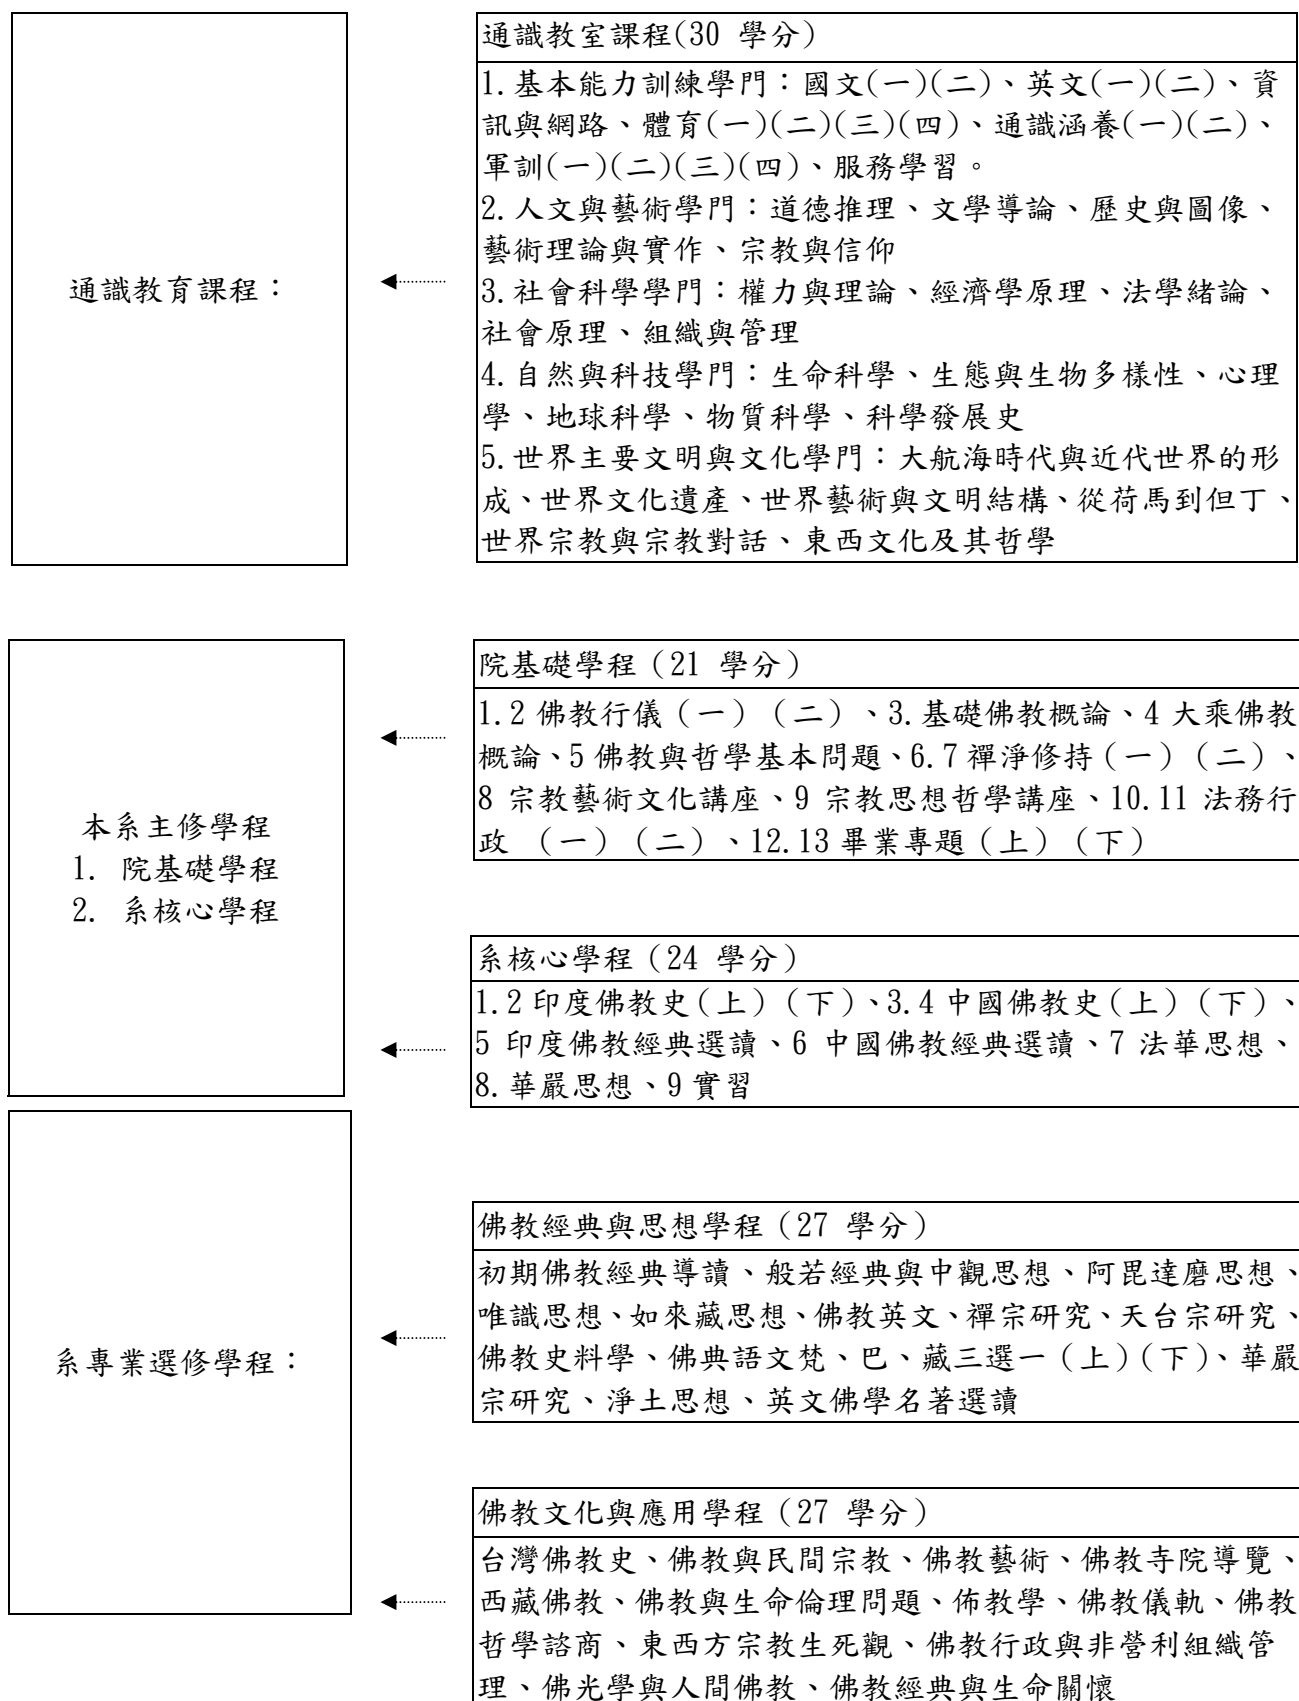 通識教育課程：
通識教室課程(30 學分)
1.基本能力訓練學門：國文(一)(二)、英文(一)(二)、資
訊與網路、體育(一)(二)(三)(四)、通識涵養(一)(二)、
軍訓(一)(二)(三)(四)、服務學習。
2.人文與藝術學門：道德推理、文學導論、歷史與圖像、
藝術理論與實作、宗教與信仰
3.社會科學學門：權力與理論、經濟學原理、法學緒論、
社會原理、組織與管理
4.自然與科技學門：生命科學、生態與生物多樣性、心理
學、地球科學、物質科學、科學發展史
5.世界主要文明與文化學門：大航海時代與近代世界的形
成、世界文化遺產、世界藝術與文明結構、從荷馬到但丁、
世界宗教與宗教對話、東西文化及其哲學
本系主修學程
1. 院基礎學程
2. 系核心學程
院基礎學程（21 學分）
1.2 佛教行儀（一）（二）、3.基礎佛教概論、4 大乘佛教
概論、5 佛教與哲學基本問題、6.7 禪淨修持（一）（二）、
8 宗教藝術文化講座、9 宗教思想哲學講座、10.11 法務行
政 （一）（二）、12.13 畢業專題（上）（下）
系核心學程（24 學分）
1.2 印度佛教史（上）（下）、3.4 中國佛教史（上）（下）、
5 印度佛教經典選讀、6 中國佛教經典選讀、7 法華思想、
8.華嚴思想、9 實習
系專業選修學程：
佛教經典與思想學程（27 學分）
初期佛教經典導讀、般若經典與中觀思想、阿毘達磨思想、
唯識思想、如來藏思想、佛教英文、禪宗研究、天台宗研究、
佛教史料學、佛典語文梵、巴、藏三選一（上）（下）、華嚴
宗研究、淨土思想、英文佛學名著選讀
佛教文化與應用學程（27 學分）
台灣佛教史、佛教與民間宗教、佛教藝術、佛教寺院導覽、
西藏佛教、佛教與生命倫理問題、佈教學、佛教儀軌、佛教
哲學諮商、東西方宗教生死觀、佛教行政與非營利組織管
理、佛光學與人間佛教、佛教經典與生命關懷